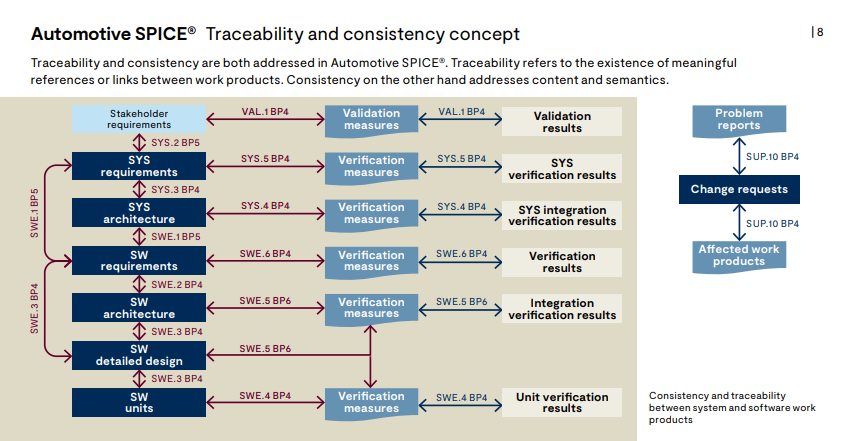 Automotive SPICE® Traceability and consistency concept
| 8
Traceability and consistency are both addressed in Automotive SPICE®. Traceability refers to the existence of meaningful
references or links between work products. Consistency on the other hand addresses content and semantics.
Stakeholder
requirements
VAL.1 BP4
Validation
measures
VAL.1 BP4
Validation
results
SYS.2 BP5
SYS
requirements
SYS.5 BP4
Verification
measures
SYS.5 BP4
SYS
verification results
SYS.3 BP4
SYS
architecture
SYS.4 BP4
Verification
measures
SYS.4 BP4
SYS integration
verification results
SWE.1 BP5
SWE.1 BP5
SW
requirements
SWE.6 BP4
Verification
measures
SWE.6 BP4
Verification
results
SWE.2 BP4
SW
architecture
SWE.5 BP6
Verification
measures
SWE.5 BP6
Integration
verification results
SWE.3 BP4
SWE.3 BP4
SW
detailed design
SWE.5 BP6
SWE.3 BP4
SW
units
SWE.4 BP4
Verification
measures
SWE.4 BP4
Unit verification
results
Problem
reports
SUP.10 BP4
Change requests
SUP.10 BP4
Affected work
products
Consistency and traceability
between system and software work
products